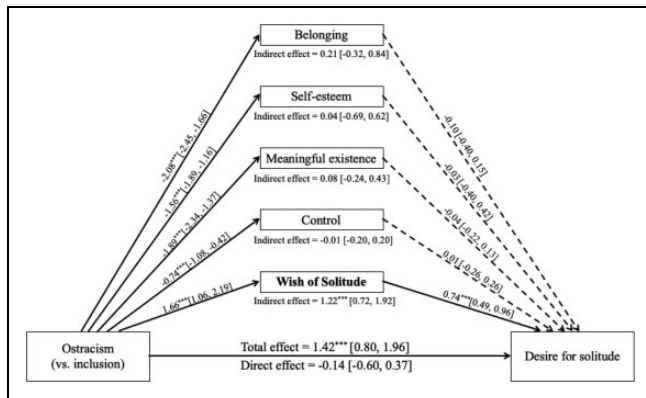 Belonging
Indirect effect = 0.21 [-0.32, 0.84]
-2.08***[-2.45, -1.66]
-0.10[-0.40, 0.15]
Self-esteem
Indirect effect = 0.04 [-0.69, 0.62]
-1.56***[-1.89, -1.16]
-0.03[-0.40, 0.42]
Meaningful existence
Indirect effect = 0.08 [-0.24, 0.43]
-1.89***[-2.34, -1.37]
-0.04[-0.22, 0.13]
Control
Indirect effect = -0.01 [-0.20, 0.20]
-0.74***[-1.08, -0.42]
0.01[-0.26, 0.26]
Wish of Solitude
Indirect effect = 1.22*** [0.72, 1.92]
1.66***[1.06, 2.19]
0.74***[0.49, 0.96]
Ostracism
(vs. inclusion)
Total effect = 1.42*** [0.80, 1.96]
Direct effect = -0.14 [-0.60, 0.37]
Desire for solitude